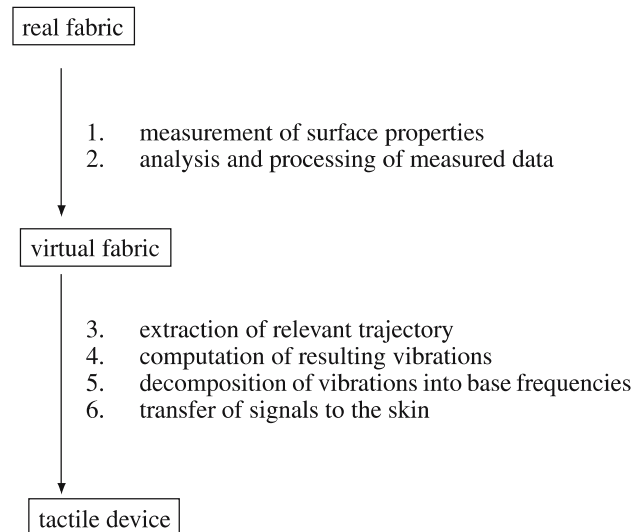 real fabric
1. measurement of surface properties
2. analysis and processing of measured data
virtual fabric
3. extraction of relevant trajectory
4. computation of resulting vibrations
5. decomposition of vibrations into base frequencies
6. transfer of signals to the skin
tactile device